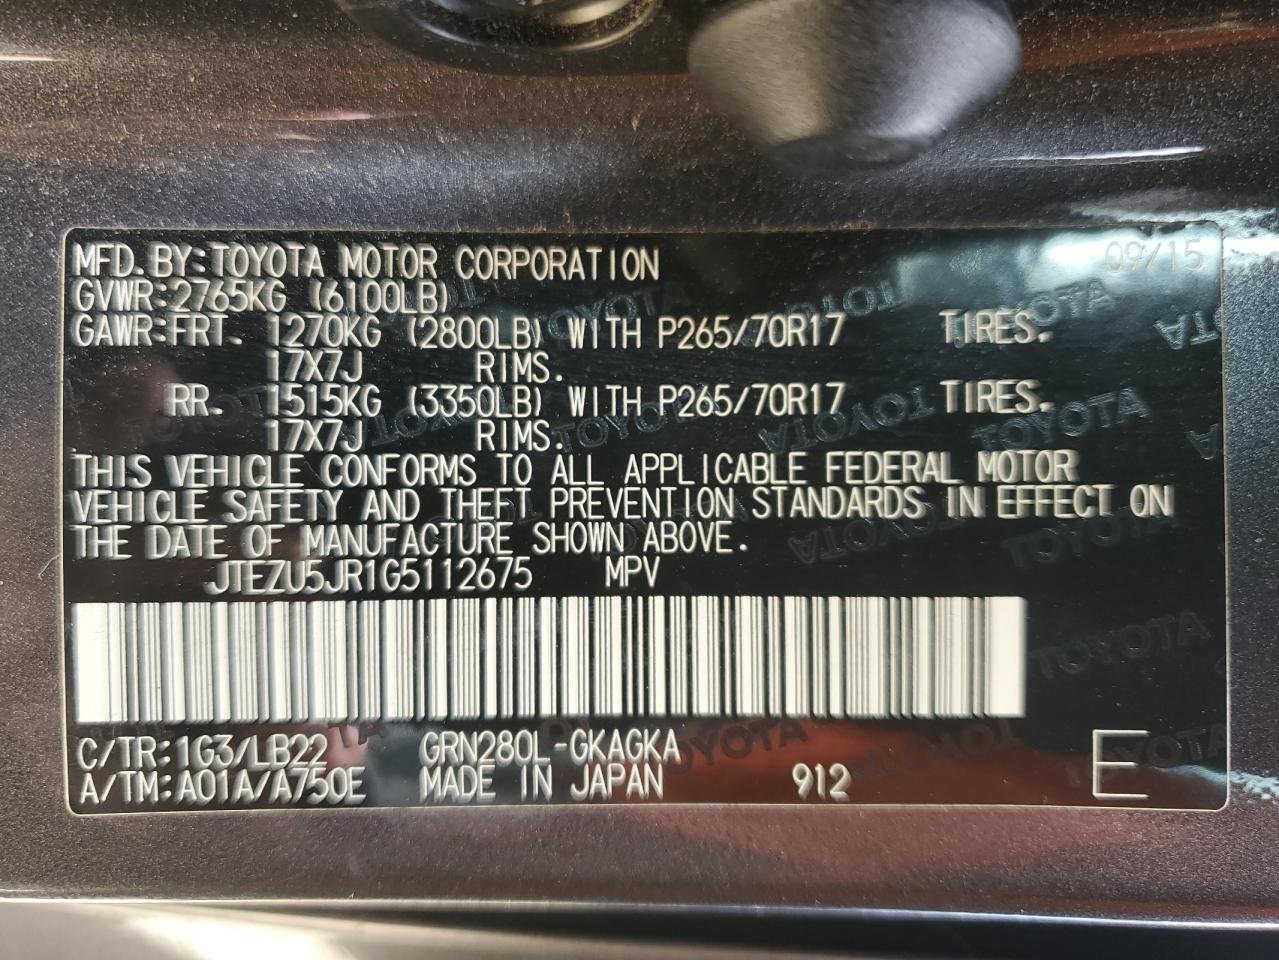 MFD. BY: TOYOTA MOTOR CORPORATION 09/15
GVWR: 2765KG (6100LB)
GAWR: FRT. 1270KG (2800LB) WITH P265/70R17 TIRES.
17X7J RIMS.
RR. 1515KG (3350LB) WITH P265/70R17 TIRES.
17X7J RIMS.
THIS VEHICLE CONFORMS TO ALL APPLICABLE FEDERAL MOTOR
VEHICLE SAFETY AND THEFT PREVENTION STANDARDS IN EFFECT ON
THE DATE OF MANUFACTURE SHOWN ABOVE.
JTEZU5JR1G5112675 MPV
C/TR: 1G3/LB22 GRN280L-GKAGKA
A/TM: A01A/A750E MADE IN JAPAN 912 E